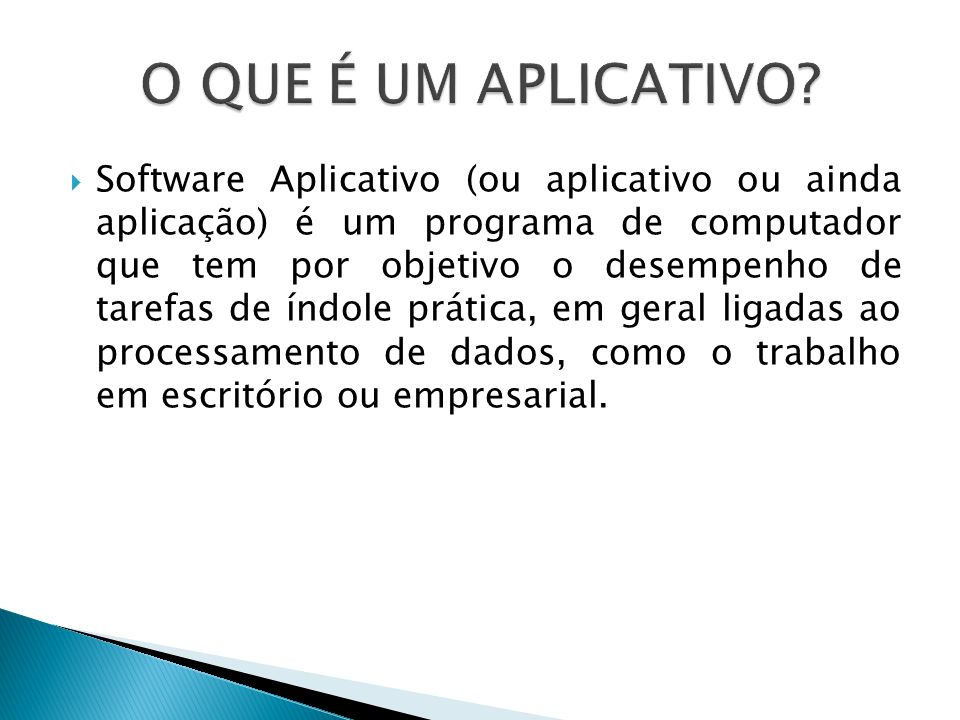 O QUE É UM APLICATIVO?
Software Aplicativo (ou aplicativo ou ainda
aplicação) é um programa de computador
que tem por objetivo o desempenho de
tarefas de índole prática, em geral ligadas ao
processamento de dados, como o trabalho
em escritório ou empresarial.